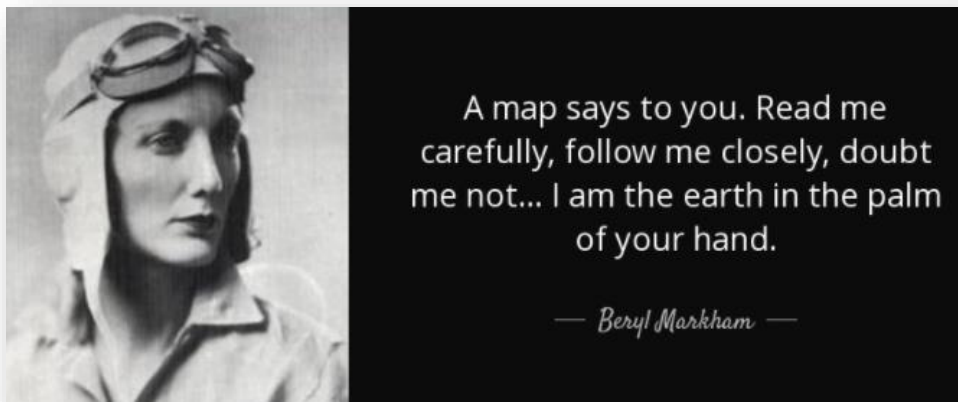 A map says to you. Read me
carefully, follow me closely, doubt
me not... I am the earth in the palm
of your hand.
Beryl Markham